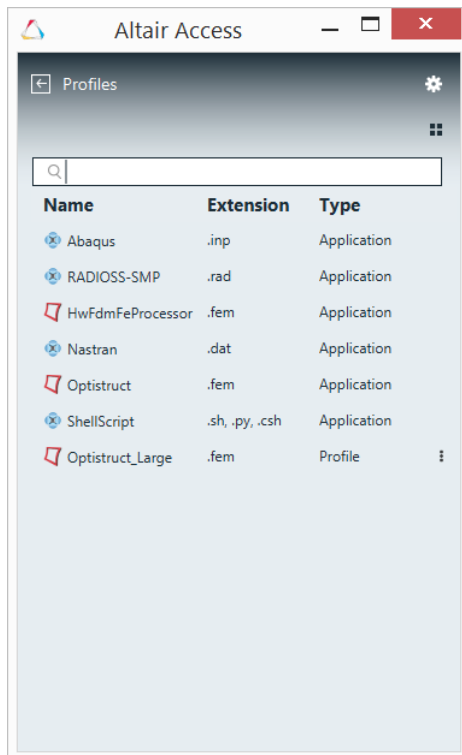 Altair Access
Profiles
Name Extension Type
Abaqus .inp Application
RADIOSS-SMP .rad Application
HwFdmFeProcessor .fem Application
Nastran .dat Application
Optistruct .fem Application
ShellScript .sh, .py, .csh Application
Optistruct_Large .fem Profile